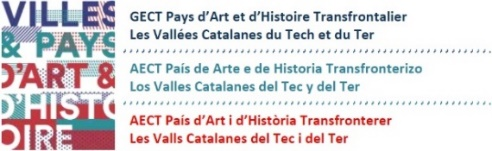 VILLES
& PAYS
D'ART &
D'HISTOIRE
GECT Pays d'Art et d'Histoire Transfrontalier
Les Vallées Catalanes du Tech et du Ter
AECT País de Arte e de Historia Transfronterizo
Los Valles Catalanes del Tec y del Ter
AECT País d'Art i d'Història Transfronterer
Les Valls Catalanes del Tec i del Ter